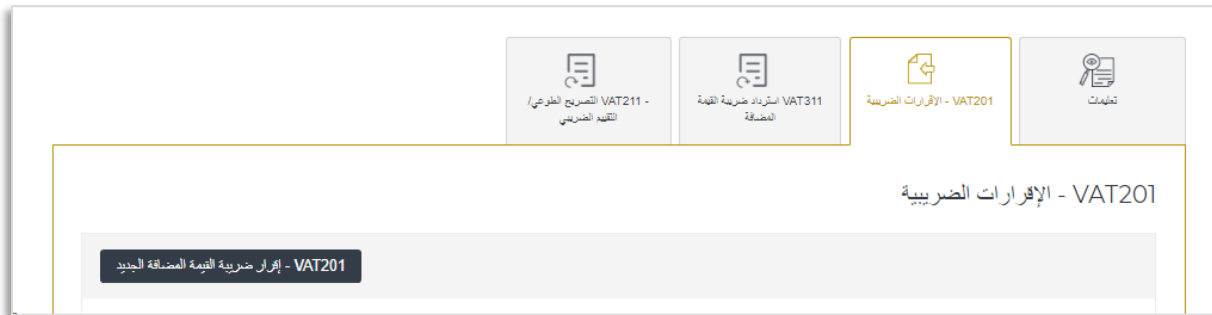 تعليمات
VAT201 - الإقرارات الضريبية
VAT311 استرداد ضريبة القيمة
المضافة
VAT211 - التصريح الطوعي/
التقييم الضريبي
VAT201 - الإقرارات الضريبية
VAT201 - إقرار ضريبة القيمة المضافة الجديد